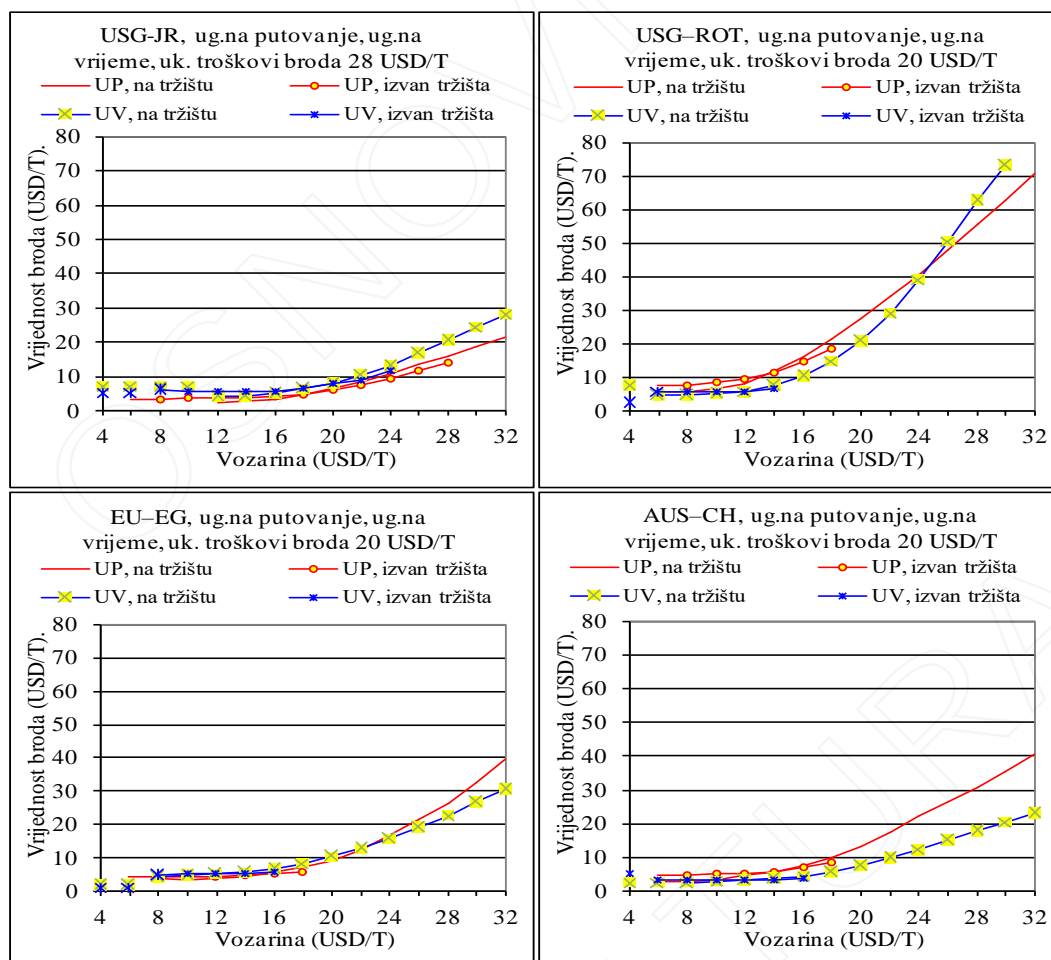 USG-JR, ug.na putovanje, ug.na
vrijeme, uk. troškovi broda 28 USD/T
UP, na tržištu
UP, izvan tržišta
UV, na tržištu
UV, izvan tržišta
Vrijednost broda (USD/T).
80
70
60
50
40
30
20
10
0
4 8 12 16 20 24 28 32
Vozarina (USD/T)
USG–ROT, ug.na putovanje, ug.na
vrijeme, uk. troškovi broda 20 USD/T
UP, na tržištu
UP, izvan tržišta
UV, na tržištu
UV, izvan tržišta
Vrijednost broda (USD/T).
80
70
60
50
40
30
20
10
0
4 8 12 16 20 24 28 32
Vozarina (USD/T)
EU–EG, ug.na putovanje, ug.na
vrijeme, uk. troškovi broda 20 USD/T
UP, na tržištu
UP, izvan tržišta
UV, na tržištu
UV, izvan tržišta
Vrijednost broda (USD/T).
80
70
60
50
40
30
20
10
0
4 8 12 16 20 24 28 32
Vozarina (USD/T)
AUS–CH, ug.na putovanje, ug.na
vrijeme, uk. troškovi broda 20 USD/T
UP, na tržištu
UP, izvan tržišta
UV, na tržištu
UV, izvan tržišta
Vrijednost broda (USD/T).
80
70
60
50
40
30
20
10
0
4 8 12 16 20 24 28 32
Vozarina (USD/T)